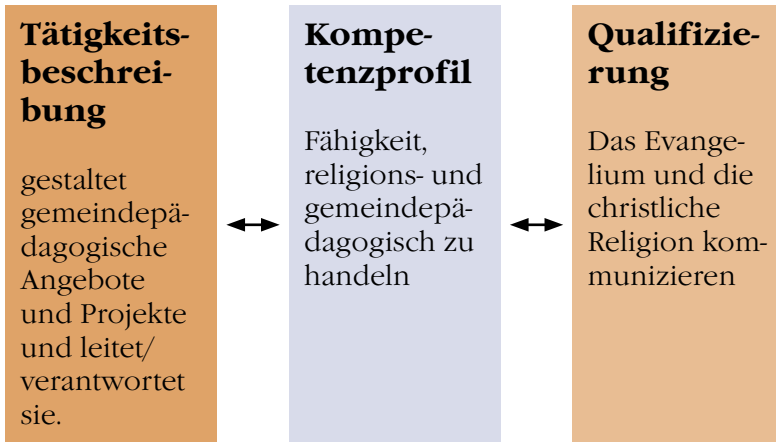 Tätigkeits-
beschrei-
bung
gestaltet
gemeindepä-
dagogische
Angebote
und Projekte
und leitet/
verantwortet
sie.
Kompe-
tenzprofil
Fähigkeit,
religions- und
gemeindepä-
dagogisch zu
handeln
Qualifizie-
rung
Das Evange-
lium und die
christliche
Religion kom-
munizieren